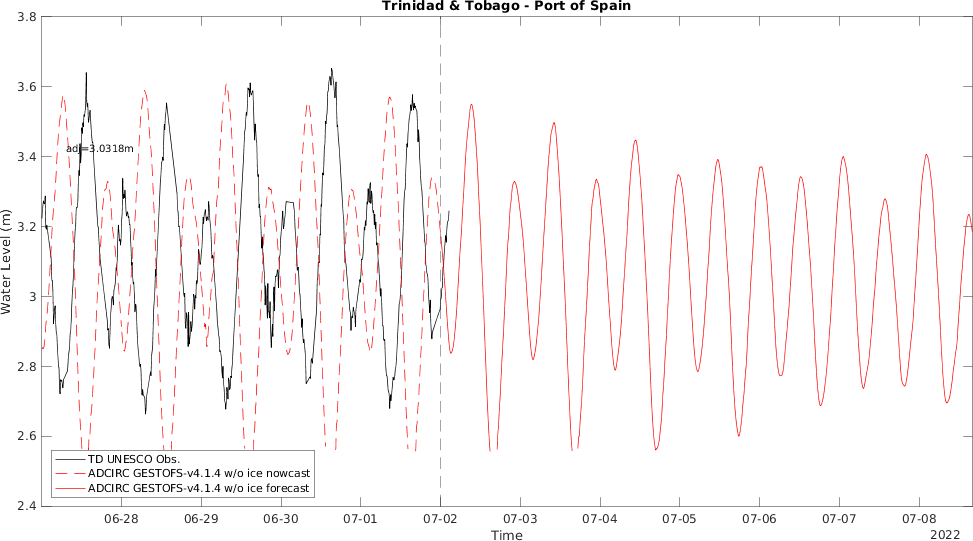 Trinidad & Tobago - Port of Spain
3.8
3.6
3.4
3.2
3
2.8
2.6
2.4
Water Level (m)
adj=3.0318m
TD UNESCO Obs.
ADCIRC GESTOFS-v4.1.4 w/o ice nowcast
ADCIRC GESTOFS-v4.1.4 w/o ice forecast
06-28 06-29 06-30 07-01 07-02 07-03 07-04 07-05 07-06 07-07 07-08
Time
2022